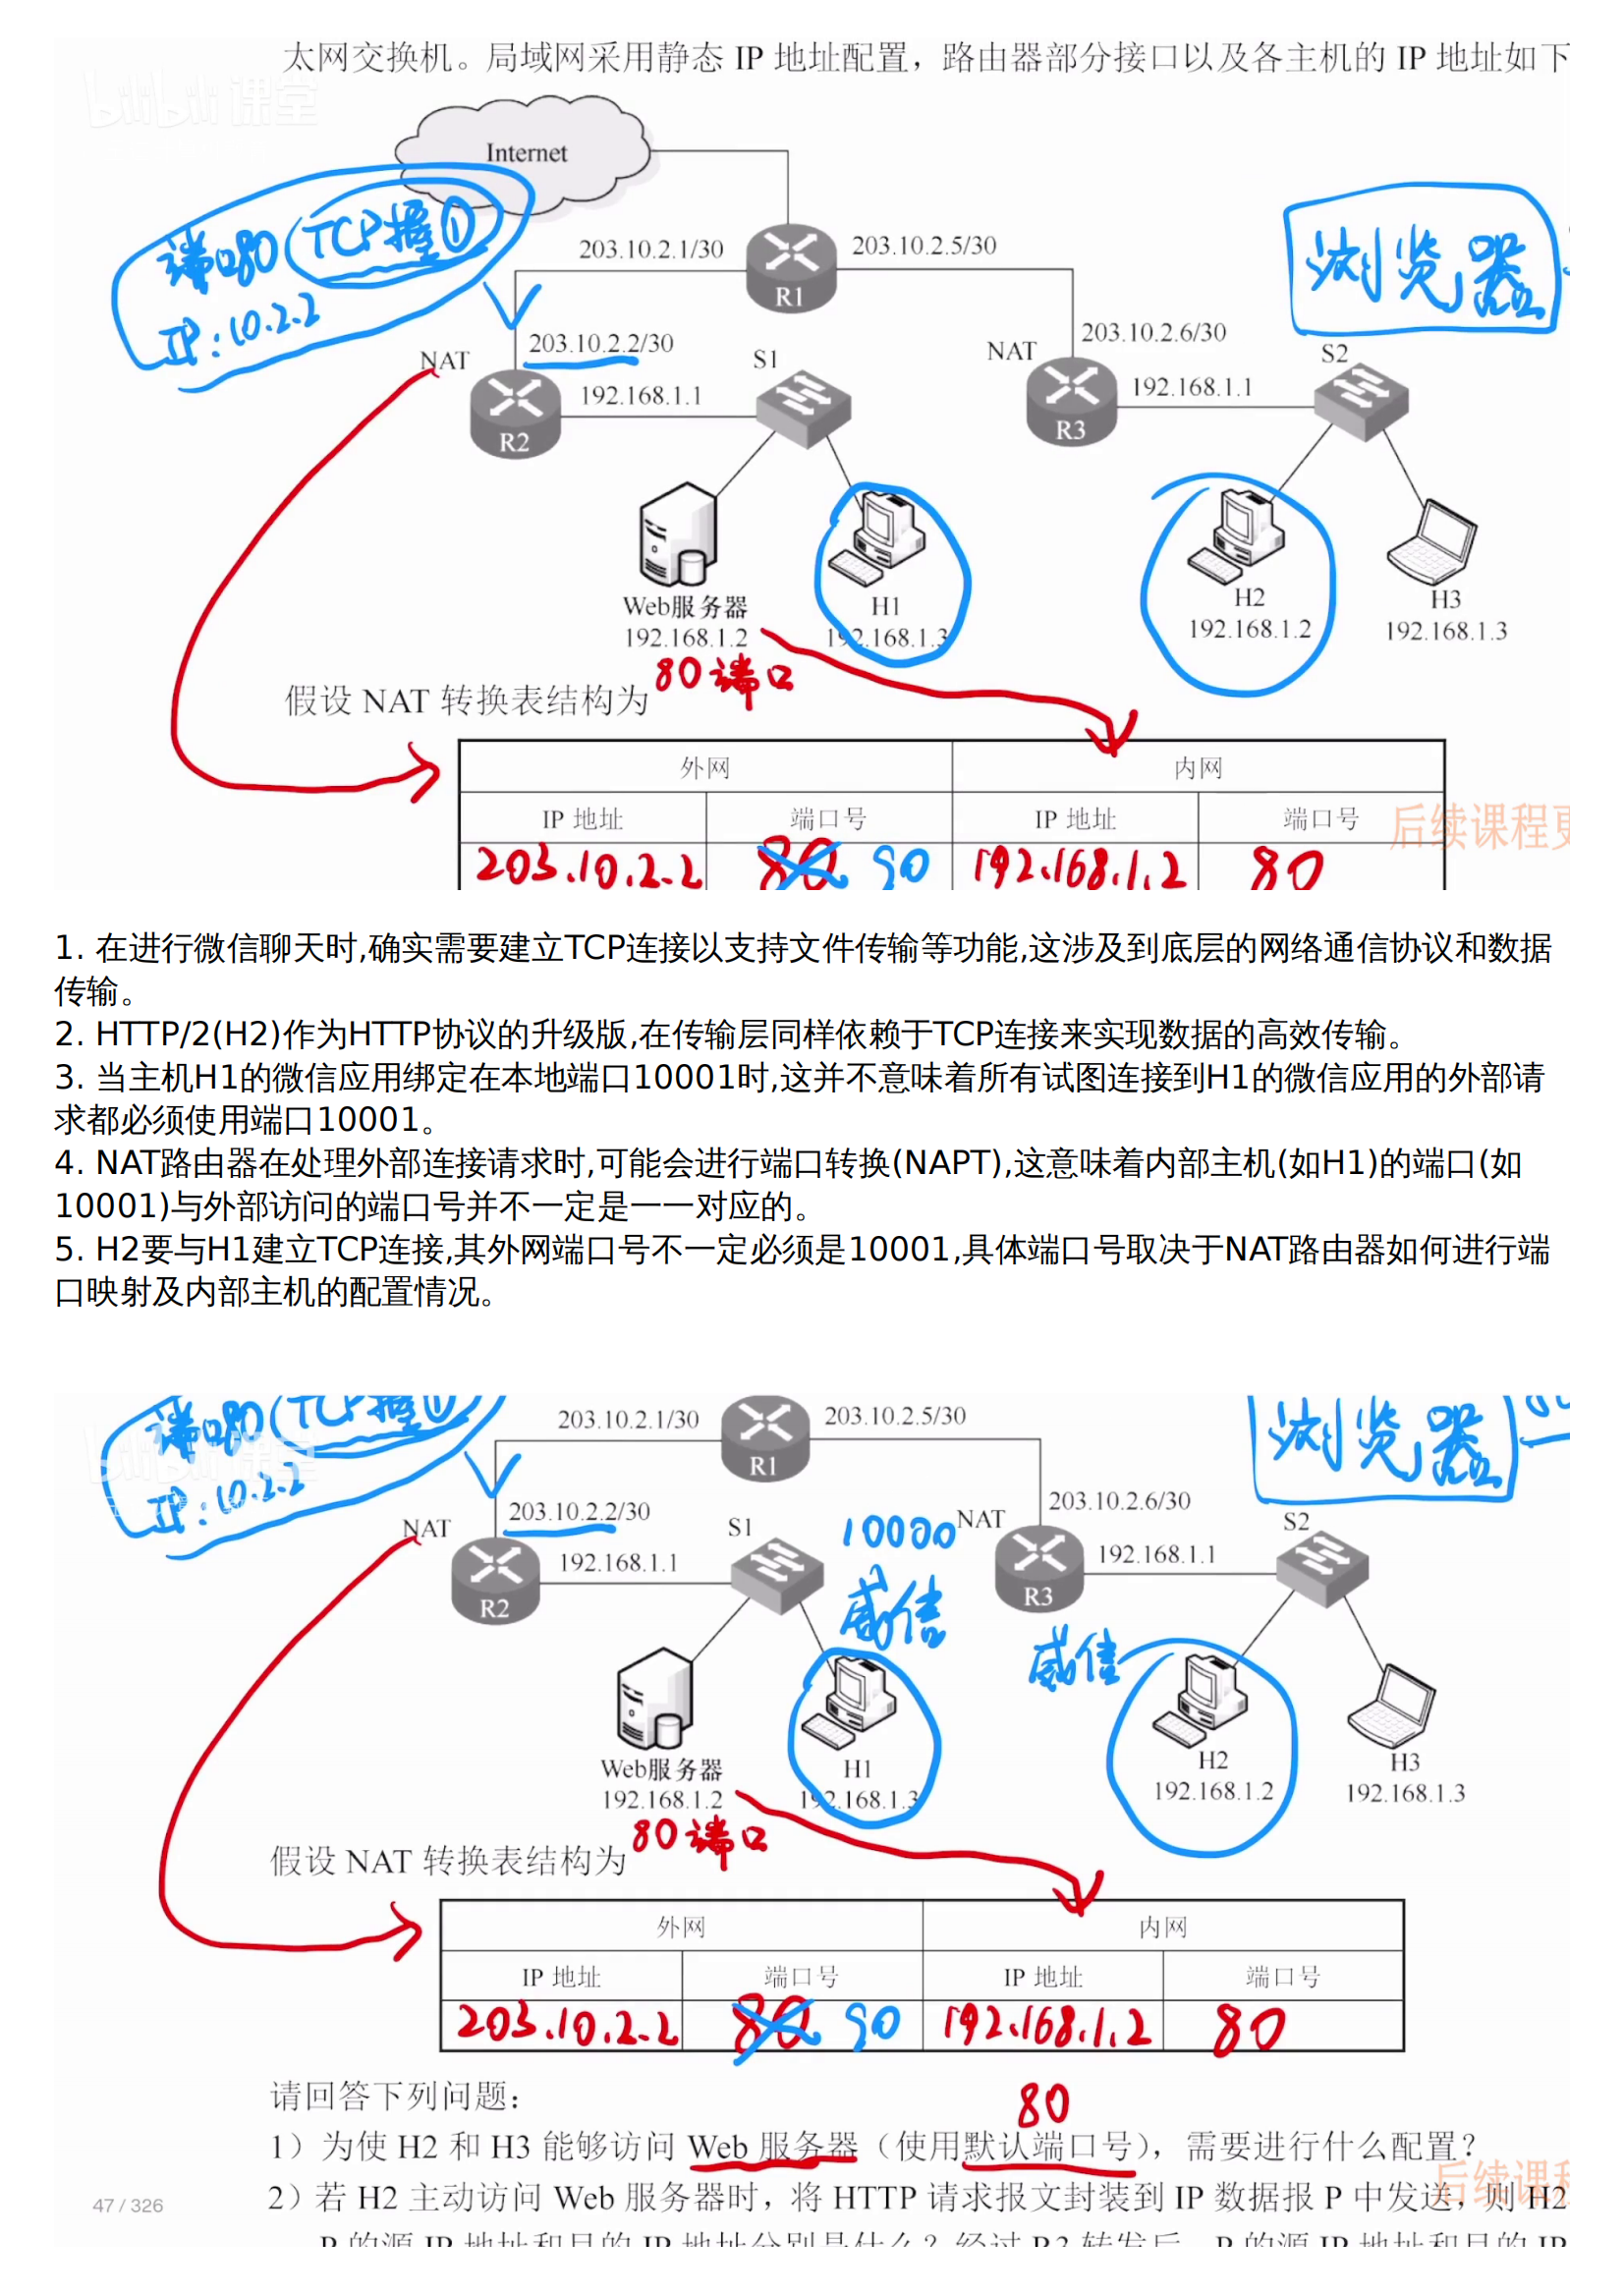 太网交换机。局域网采用静态 IP 地址配置，路由器部分接口以及各主机的 IP 地址如下
bilibili 课堂
Internet
端口80 (TCP握①
IP:10.2.2
203.10.2.1/30
203.10.2.5/30
R1
浏览器
203.10.2.2/30
203.10.2.6/30
NAT
S1
NAT
S2
192.168.1.1
192.168.1.1
R2
R3
Web服务器
H1
H2
H3
192.168.1.2
192.168.1.3
192.168.1.2
192.168.1.3
80端口
假设 NAT 转换表结构为
外网
内网
IP 地址
端口号
IP 地址
端口号
后续课程更
203.10.2.2
80
90
192.168.1.2
80
1. 在进行微信聊天时,确实需要建立TCP连接以支持文件传输等功能,这涉及到底层的网络通信协议和数据
传输。
2. HTTP/2(H2)作为HTTP协议的升级版,在传输层同样依赖于TCP连接来实现数据的高效传输。
3. 当主机H1的微信应用绑定在本地端口10001时,这并不意味着所有试图连接到H1的微信应用的外部请
求都必须使用端口10001。
4. NAT路由器在处理外部连接请求时,可能会进行端口转换(NAPT),这意味着内部主机(如H1)的端口(如
10001)与外部访问的端口号并不一定是一一对应的。
5. H2要与H1建立TCP连接,其外网端口号不一定必须是10001,具体端口号取决于NAT路由器如何进行端
口映射及内部主机的配置情况。
端口80(TCP握①
IP:10.2.2
203.10.2.1/30
203.10.2.5/30
R1
浏览器
203.10.2.2/30
203.10.2.6/30
NAT
S1
10000
NAT
S2
192.168.1.1
192.168.1.1
R2
R3
威信
威信
Web服务器
H1
H2
H3
192.168.1.2
192.168.1.3
192.168.1.2
192.168.1.3
80端口
假设 NAT 转换表结构为
外网
内网
IP 地址
端口号
IP 地址
端口号
203.10.2.2
80
90
192.168.1.2
80
请回答下列问题：
80
1）为使 H2 和 H3 能够访问 Web 服务器（使用默认端口号），需要进行什么配置？
后续课程
2）若 H2 主动访问 Web 服务器时，将 HTTP 请求报文封装到 IP 数据报 P 中发送，则 H2
47 / 326
P 的源 IP 地址和目的 IP 地址分别是什么？经过 R3 转发后，P 的源 IP 地址和目的 IP